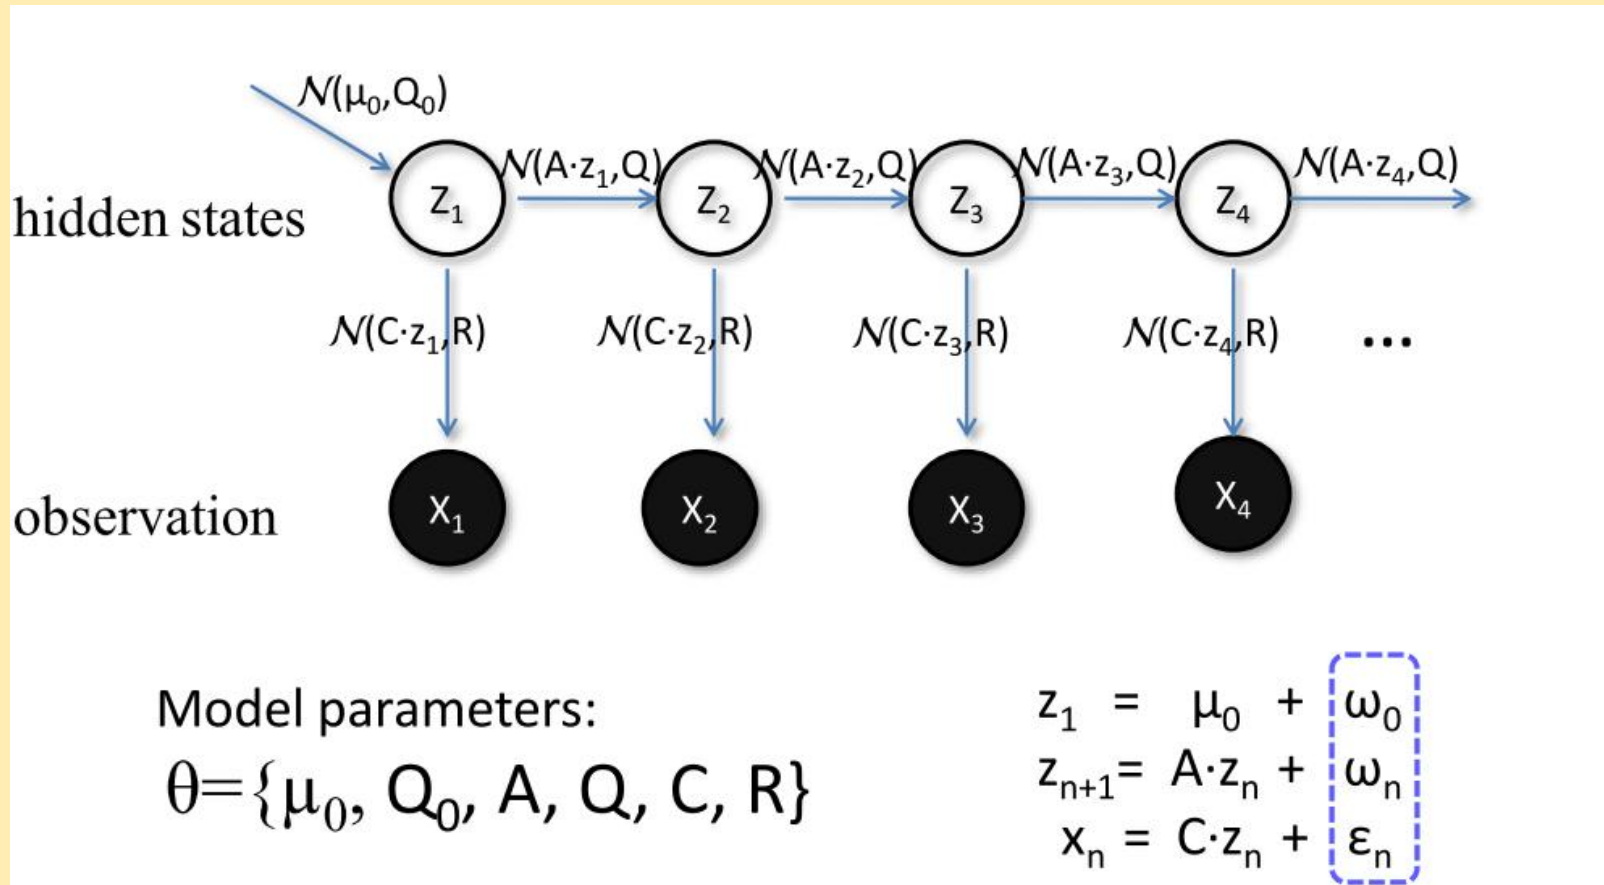 𝒩(μ₀,Q₀)
𝒩(A·z₁,Q) 𝒩(A·z₂,Q) 𝒩(A·z₃,Q) 𝒩(A·z₄,Q)
hidden states Z₁ Z₂ Z₃ Z₄
𝒩(C·z₁,R) 𝒩(C·z₂,R) 𝒩(C·z₃,R) 𝒩(C·z₄,R) ...
observation X₁ X₂ X₃ X₄
Model parameters:
θ={μ₀, Q₀, A, Q, C, R}
z₁ = μ₀ + ω₀
zₙ₊₁= A·zₙ + ωₙ
xₙ = C·zₙ + εₙ